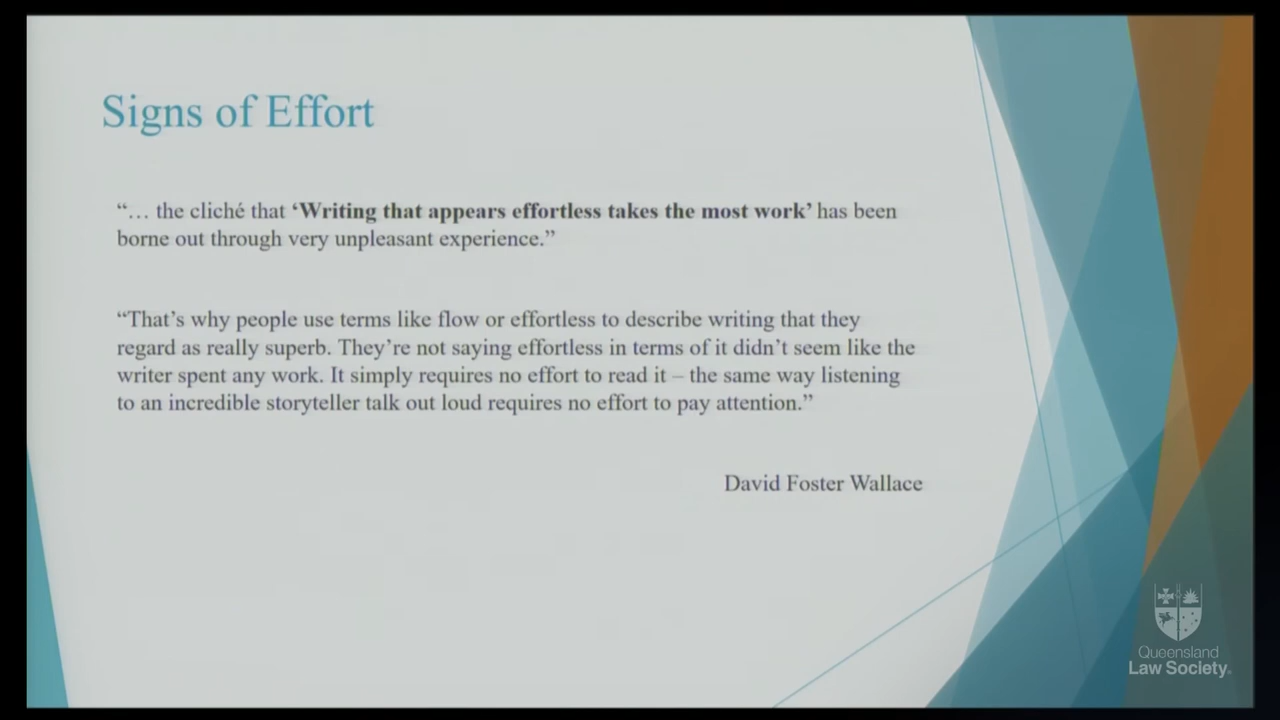 Signs of Effort
“… the cliché that ‘Writing that appears effortless takes the most work’ has been
borne out through very unpleasant experience.”
“That’s why people use terms like flow or effortless to describe writing that they
regard as really superb. They’re not saying effortless in terms of it didn’t seem like the
writer spent any work. It simply requires no effort to read it – the same way listening
to an incredible storyteller talk out loud requires no effort to pay attention.”
David Foster Wallace
Queensland
Law Society.